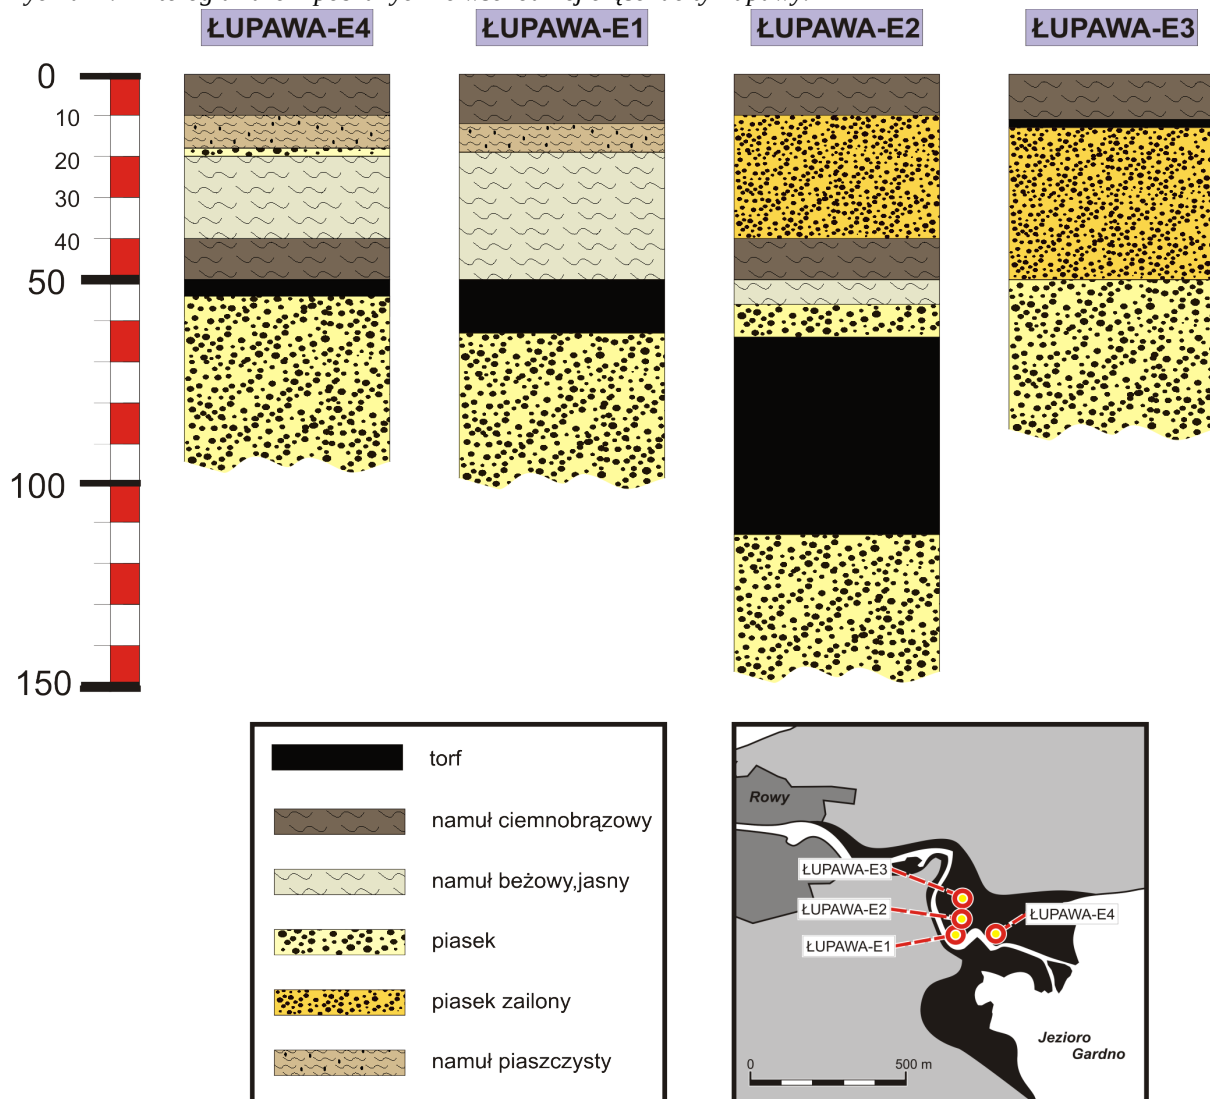 ŁUPAWA-E4
ŁUPAWA-E1
ŁUPAWA-E2
ŁUPAWA-E3
0
10
20
30
40
50
100
150
torf
namuł ciemnobrązowy
namuł beżowy,jasny
piasek
piasek zailony
namuł piaszczysty
Rowy
ŁUPAWA-E3
ŁUPAWA-E2
ŁUPAWA-E1
ŁUPAWA-E4
Jezioro
Gardno
0 500 m